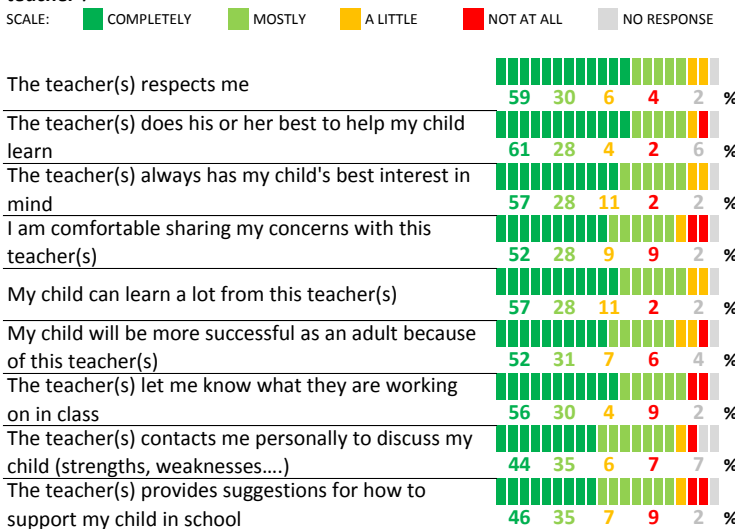 SCALE: COMPLETELY MOSTLY A LITTLE NOT AT ALL NO RESPONSE
The teacher(s) respects me
59 30 6 4 2 %
The teacher(s) does his or her best to help my child
learn
61 28 4 2 6 %
The teacher(s) always has my child's best interest in
mind
57 28 11 2 2 %
I am comfortable sharing my concerns with this
teacher(s)
52 28 9 9 2 %
My child can learn a lot from this teacher(s)
57 28 11 2 2 %
My child will be more successful as an adult because
of this teacher(s)
52 31 7 6 4 %
The teacher(s) let me know what they are working
on in class
56 30 4 9 2 %
The teacher(s) contacts me personally to discuss my
child (strengths, weaknesses....)
44 35 6 7 7 %
The teacher(s) provides suggestions for how to
support my child in school
46 35 7 9 2 %